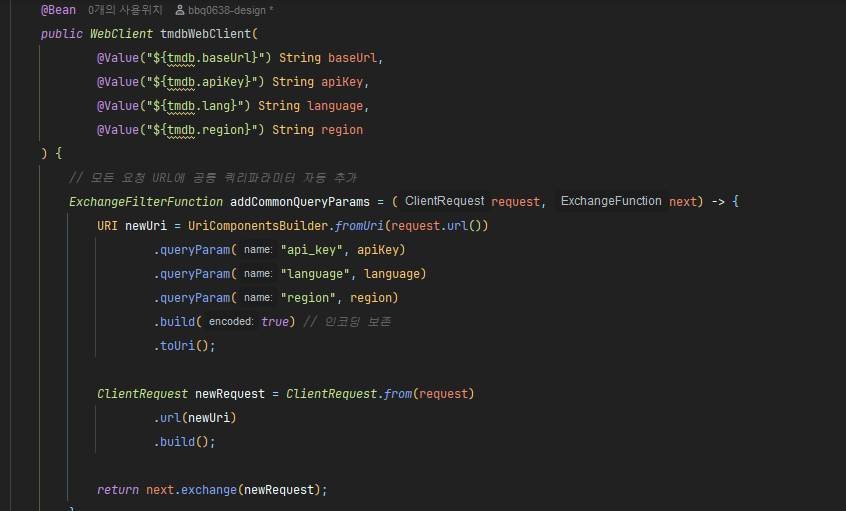 @Bean 0개의 사용위치 bbq0638-design *
public WebClient tmdbWebClient(
@Value("${tmdb.baseUrl}") String baseUrl,
@Value("${tmdb.apiKey}") String apiKey,
@Value("${tmdb.lang}") String language,
@Value("${tmdb.region}") String region
) {
// 모든 요청 URL에 공통 쿼리파라미터 자동 추가
ExchangeFilterFunction addCommonQueryParams = ( ClientRequest request, ExchangeFunction next) -> {
URI newUri = UriComponentsBuilder.fromUri(request.url())
.queryParam( name: "api_key", apiKey)
.queryParam( name: "language", language)
.queryParam( name: "region", region)
.build( encoded: true) // 인코딩 보존
.toUri();
ClientRequest newRequest = ClientRequest.from(request)
.url(newUri)
.build();
return next.exchange(newRequest);